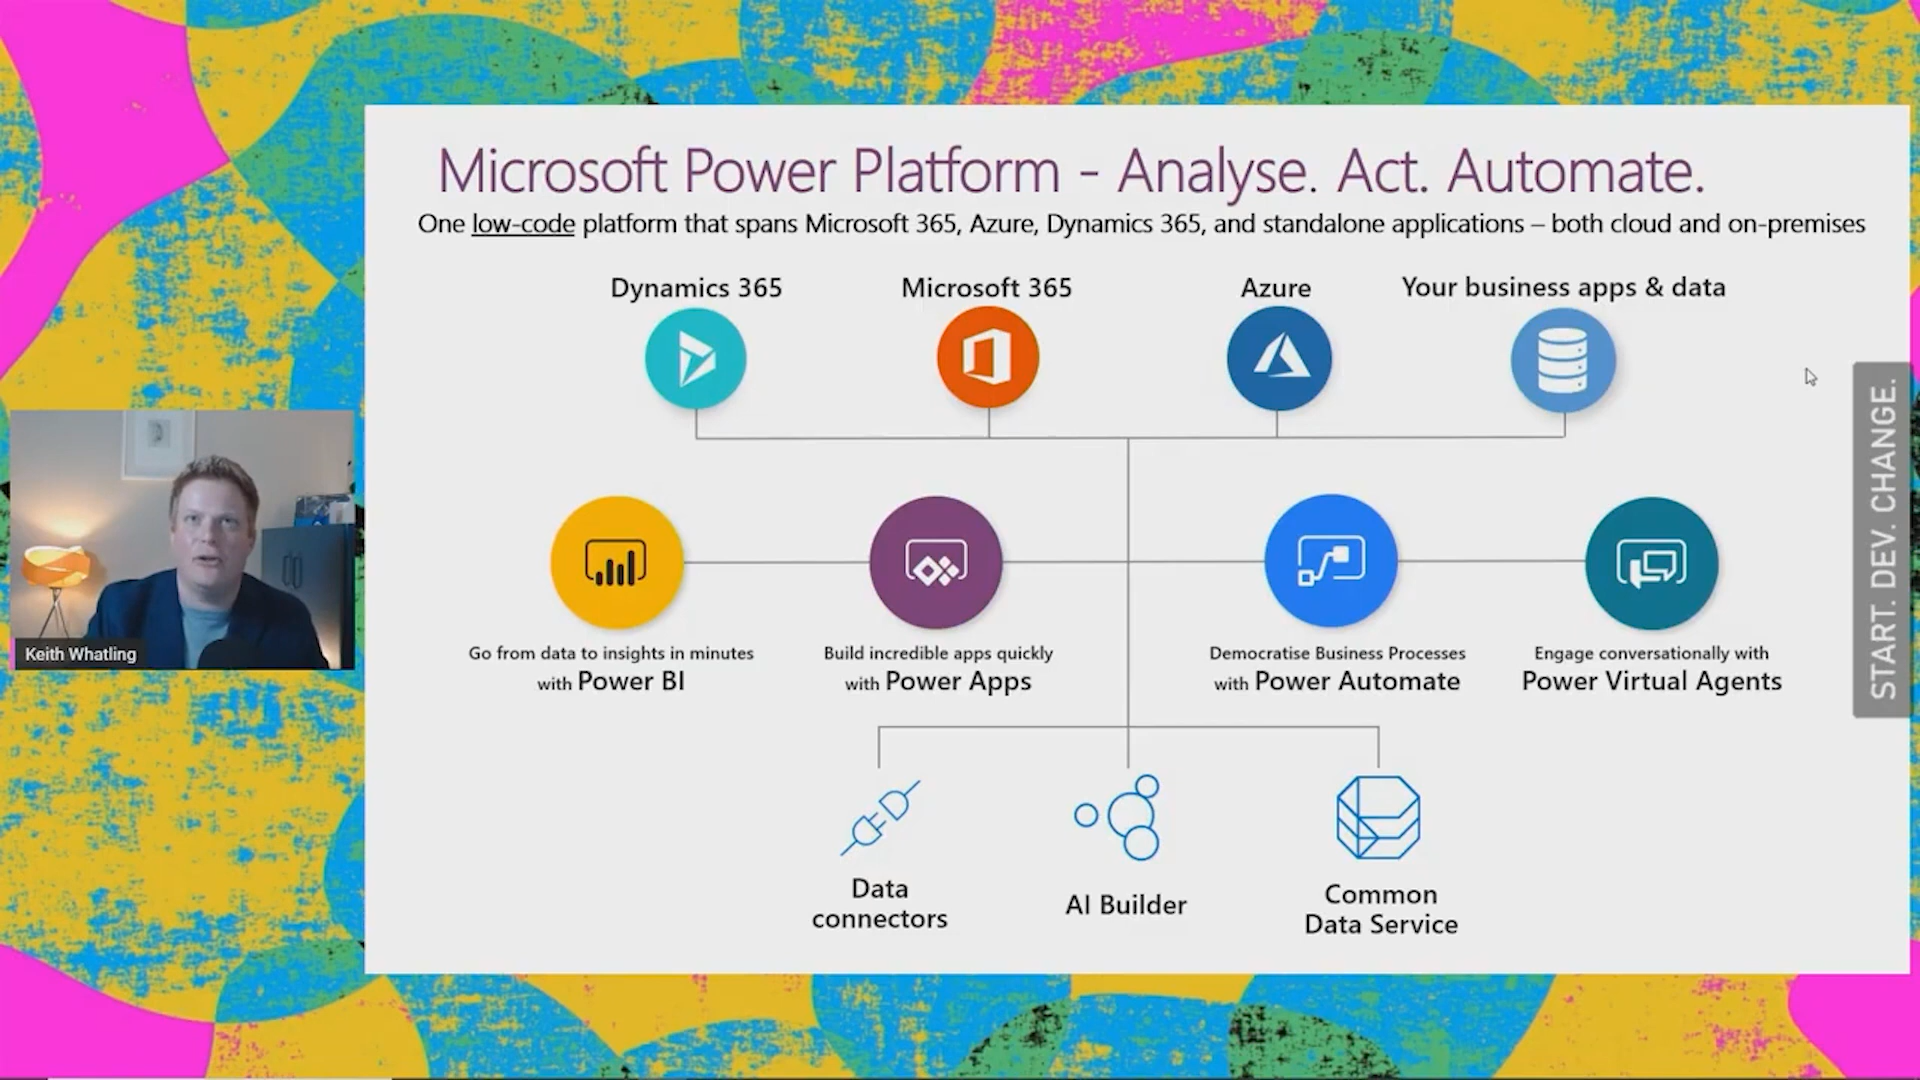 Microsoft Power Platform - Analyse. Act. Automate.
One low-code platform that spans Microsoft 365, Azure, Dynamics 365, and standalone applications – both cloud and on-premises
Dynamics 365
Microsoft 365
Azure
Your business apps & data
START. DEV. CHANGE.
Keith Whatling
Go from data to insights in minutes
with Power BI
Build incredible apps quickly
with Power Apps
Democratise Business Processes
with Power Automate
Engage conversationally with
Power Virtual Agents
Data
connectors
AI Builder
Common
Data Service